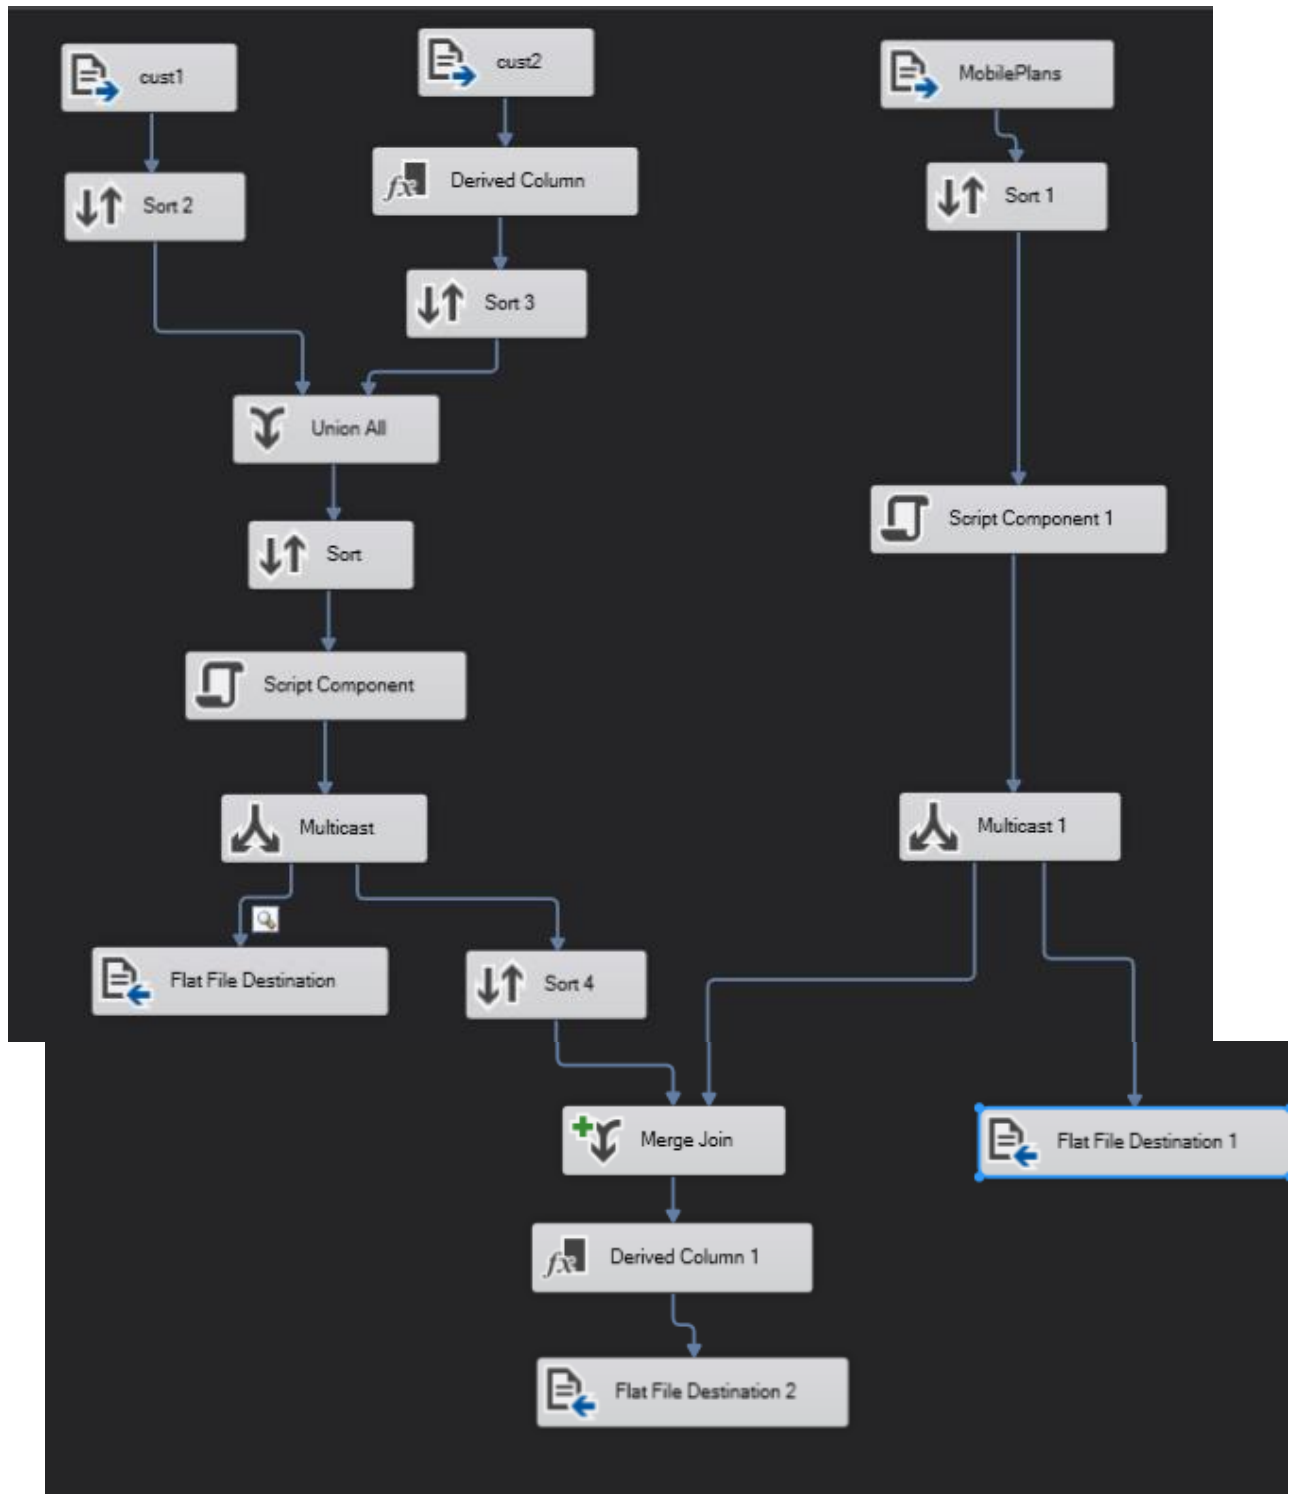 cust1
cust2
MobilePlans
Derived Column
Sort 2
Sort 1
Sort 3
Union All
Script Component 1
Sort
Script Component
Multicast
Multicast 1
Flat File Destination
Sort 4
Merge Join
Flat File Destination 1
fx
Derived Column 1
Flat File Destination 2